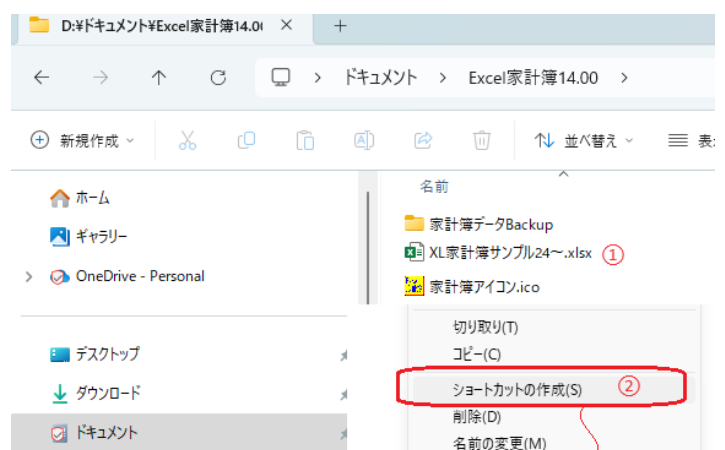 D:¥ドキュメント¥Excel家計簿14.0
ドキュメント > Excel家計簿14.00 >
新規作成 並べ替え 表
ホーム
ギャラリー
OneDrive - Personal
デスクトップ
ダウンロード
ドキュメント
名前
家計簿データBackup
XL家計簿サンプル24～.xlsx ①
家計簿アイコン.ico
切り取り(T)
コピー(C)
ショートカットの作成(S) ②
削除(D)
名前の変更(M)